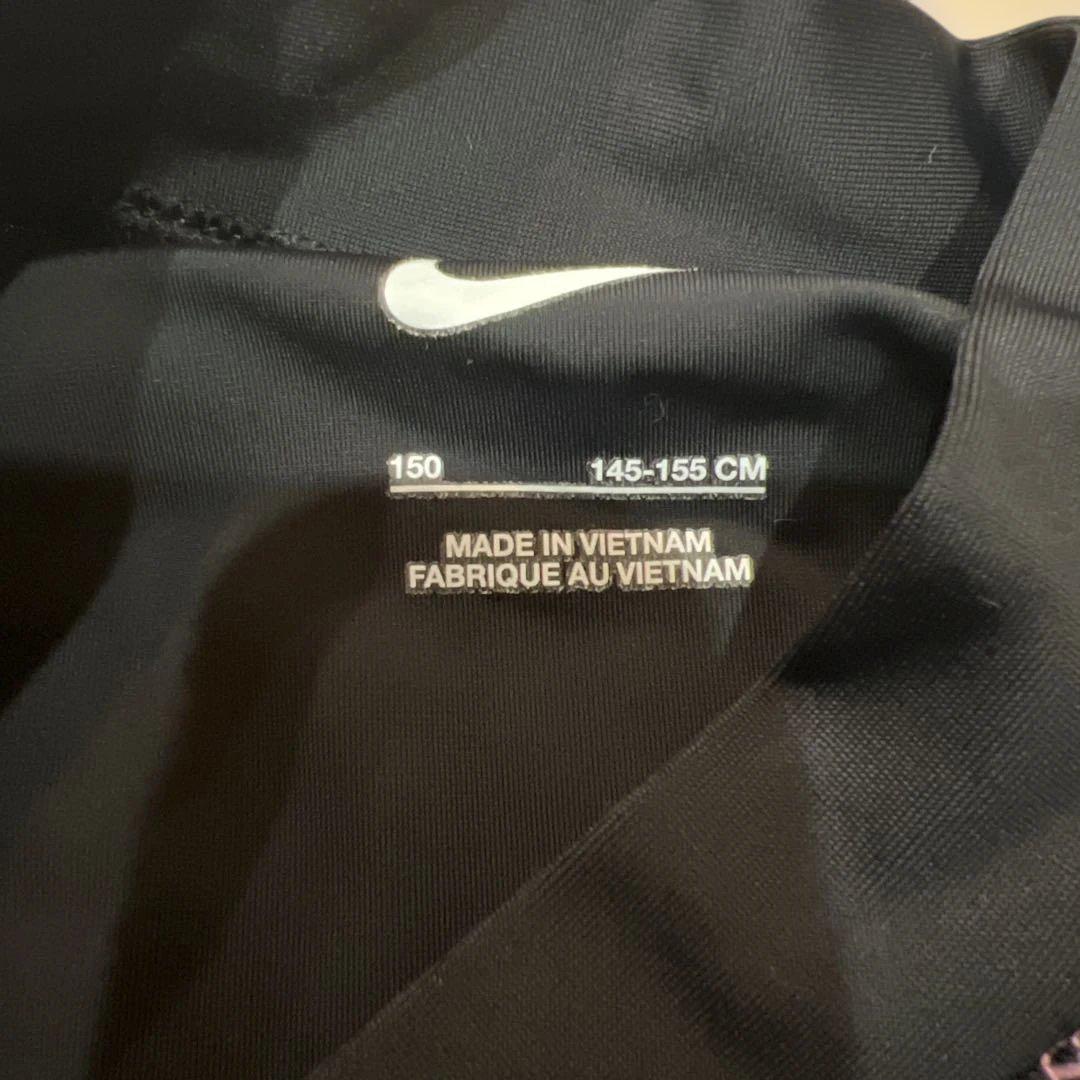 150 145-155 CM
MADE IN VIETNAM
FABRIQUE AU VIETNAM